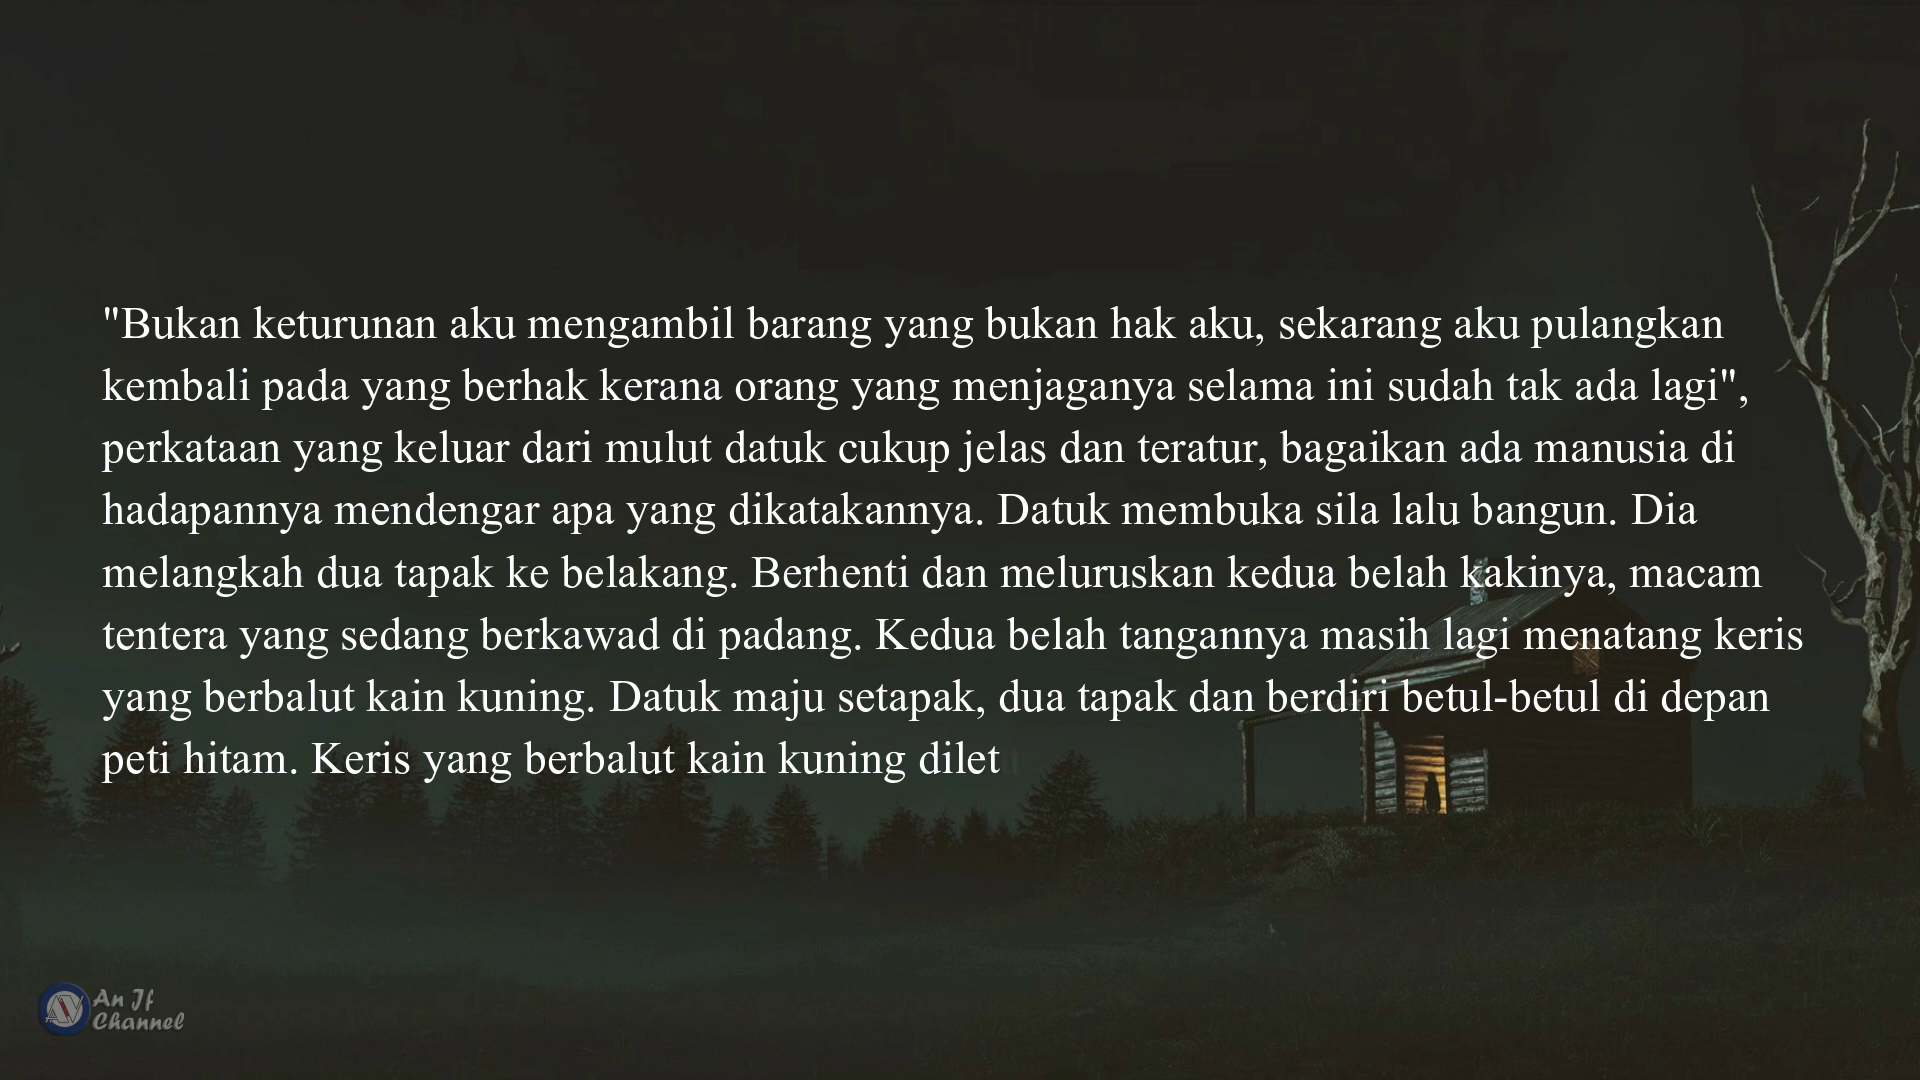 "Bukan keturunan aku mengambil barang yang bukan hak aku, sekarang aku pulangkan
kembali pada yang berhak kerana orang yang menjaganya selama ini sudah tak ada lagi",
perkataan yang keluar dari mulut datuk cukup jelas dan teratur, bagaikan ada manusia di
hadapannya mendengar apa yang dikatakannya. Datuk membuka sila lalu bangun. Dia
melangkah dua tapak ke belakang. Berhenti dan meluruskan kedua belah kakinya, macam
tentera yang sedang berkawad di padang. Kedua belah tangannya masih lagi menatang keris
yang berbalut kain kuning. Datuk maju setapak, dua tapak dan berdiri betul-betul di depan
peti hitam. Keris yang berbalut kain kuning dilet
An If
Channel